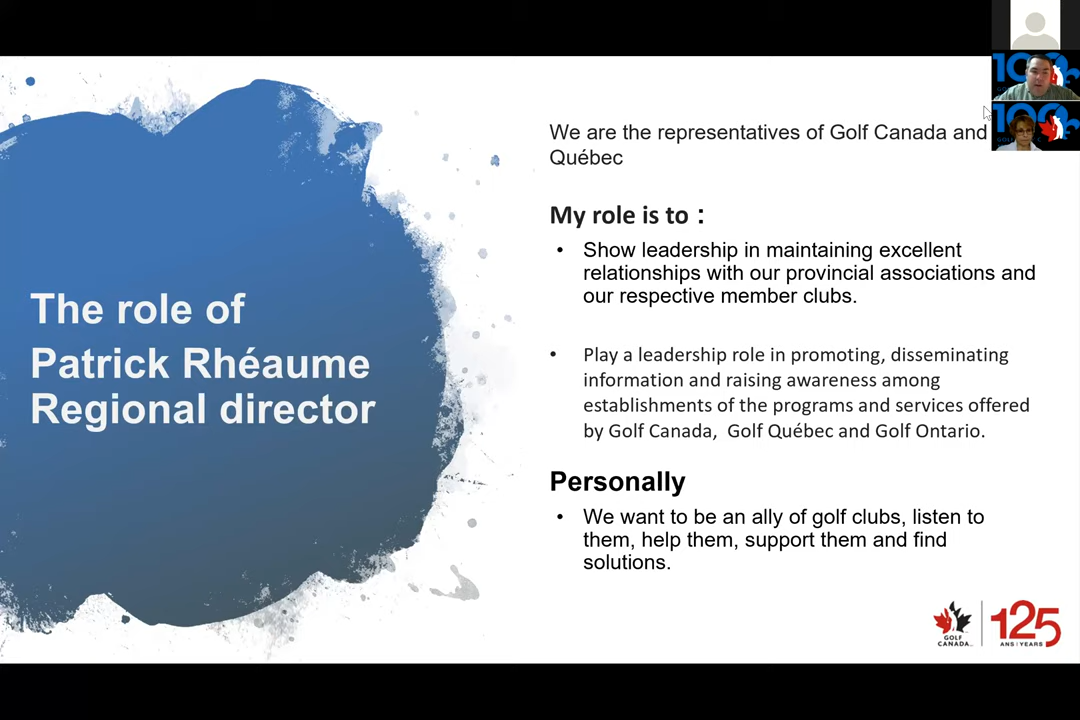 The role of
Patrick Rhéaume
Regional director
We are the representatives of Golf Canada and
Québec
My role is to :
• Show leadership in maintaining excellent
relationships with our provincial associations and
our respective member clubs.
• Play a leadership role in promoting, disseminating
information and raising awareness among
establishments of the programs and services offered
by Golf Canada, Golf Québec and Golf Ontario.
Personally
• We want to be an ally of golf clubs, listen to
them, help them, support them and find
solutions.
GOLF
CANADA
125
ANS | YEARS